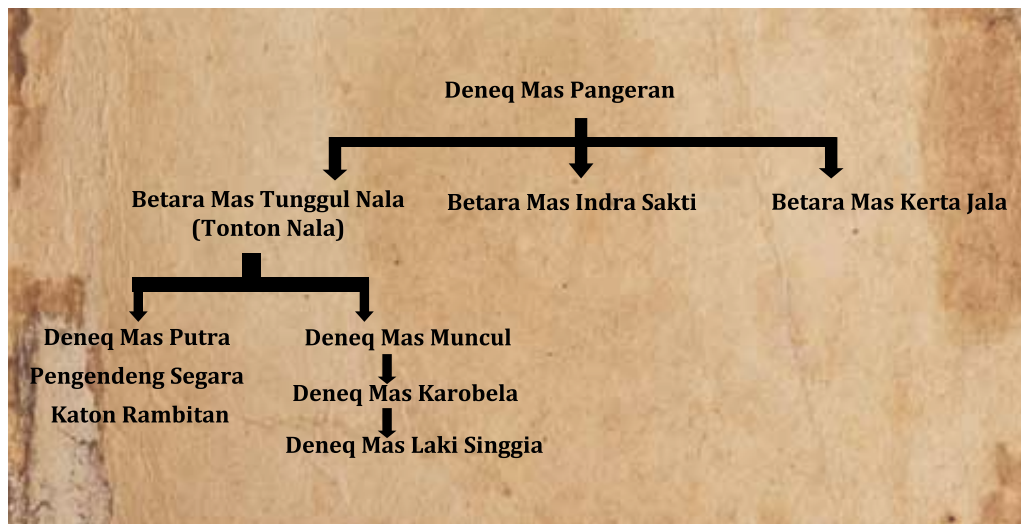 Deneq Mas Pangeran
Betara Mas Tunggul Nala
(Tonton Nala)
Betara Mas Indra Sakti
Betara Mas Kerta Jala
Deneq Mas Putra
Pengendeng Segara
Katon Rambitan
Deneq Mas Muncul
Deneq Mas Karobela
Deneq Mas Laki Singgia